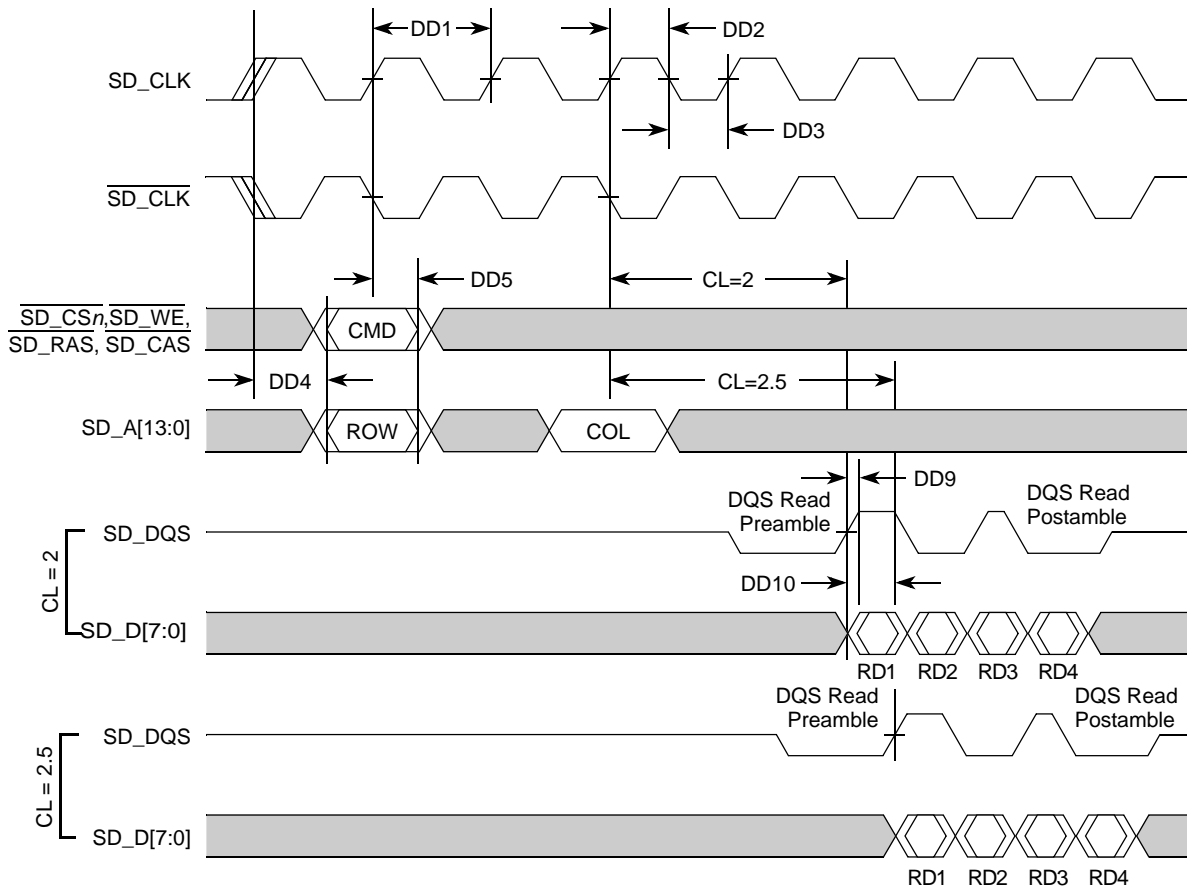 DD1
DD2
SD_CLK
DD3
SD_CLK
DD5
CL=2
SD_CSn,SD_WE,
SD_RAS, SD_CAS
CMD
DD4
CL=2.5
SD_A[13:0]
ROW
COL
DD9
DQS Read
Preamble
DQS Read
Postamble
SD_DQS
CL = 2
DD10
SD_D[7:0]
RD1
RD2
RD3
RD4
DQS Read
Preamble
DQS Read
Postamble
SD_DQS
CL = 2.5
SD_D[7:0]
RD1
RD2
RD3
RD4